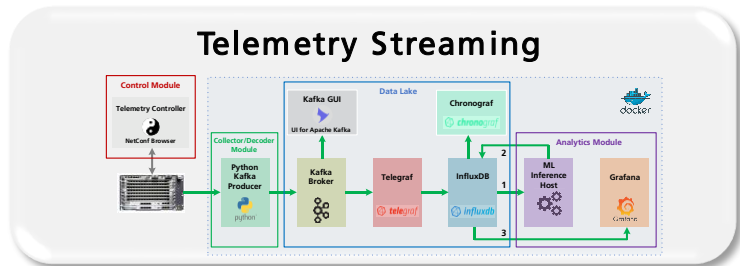 Telemetry Streaming
Control Module
Telemetry Controller
NetConf Browser
Data Lake
Kafka GUI
UI for Apache Kafka
Chronograf
chronograf
docker
Collector/Decoder
Module
Python
Kafka
Producer
python
Kafka
Broker
Telegraf
telegraf
InfluxDB
influxdb
1
2
3
Analytics Module
ML
Inference
Host
Grafana
Grafana